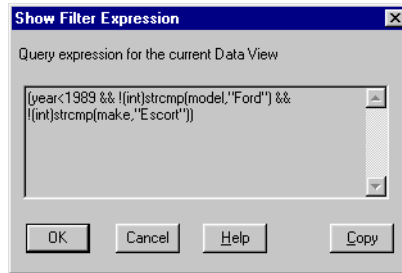 Show Filter Expression
Query expression for the current Data View
(year<1989 && !(int)strcmp(model,"Ford") &&
!(int)strcmp(make,"Escort"))
OK Cancel Help Copy